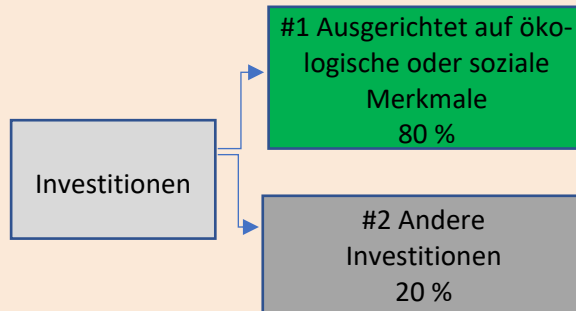 #1 Ausgerichtet auf öko-
logische oder soziale
Merkmale
80 %
Investitionen
#2 Andere
Investitionen
20 %